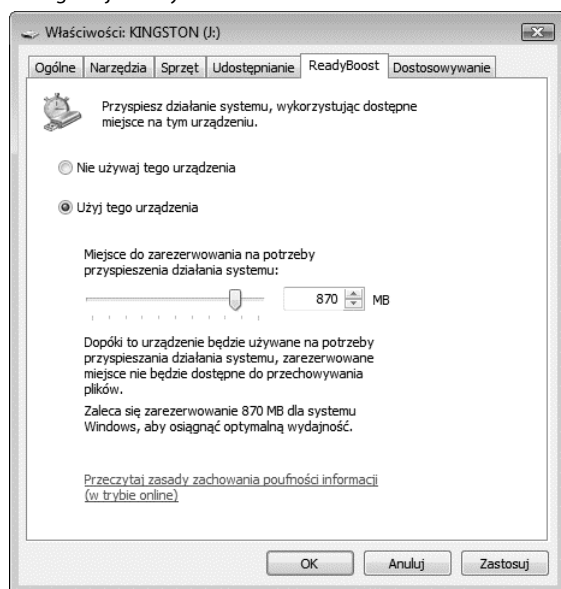 Właściwości: KINGSTON (J:)
Ogólne Narzędzia Sprzęt Udostępnianie ReadyBoost Dostosowywanie
Przyspiesz działanie systemu, wykorzystując dostępne
miejsce na tym urządzeniu.
Nie używaj tego urządzenia
Użyj tego urządzenia
Miejsce do zarezerwowania na potrzeby
przyspieszenia działania systemu:
870 MB
Dopóki to urządzenie będzie używane na potrzeby
przyspieszania działania systemu, zarezerwowane
miejsce nie będzie dostępne do przechowywania
plików.
Zaleca się zarezerwowanie 870 MB dla systemu
Windows, aby osiągnąć optymalną wydajność.
Przeczytaj zasady zachowania poufności informacji
(w trybie online)
OK Anuluj Zastosuj